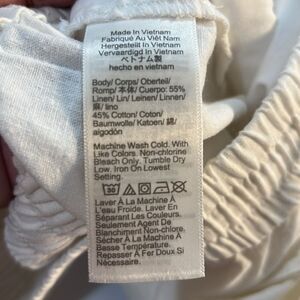 Made In Vietnam
Fabriqué Au Viet Nam
Hergestellt In Vietnam
Vervaardigd In Vietnam
ベトナム製
hecho en vietnam
Body/ Corps/ Oberteil/
Romp/ 本体/ Cuerpo: 55%
Linen/ Lin/ Leinen/ Linnen/
麻/ lino
45% Cotton/ Coton/
Baumwolle/ Katoen/ 綿/
algodón
Machine Wash Cold. With
Like Colors. Non-chlorine
Bleach Only. Tumble Dry
Low. Iron On Lowest
Setting.
Laver À La Machine À
L'eau Froide. Laver En
Séparant Les Couleurs.
Seulement Agent De
Blanchiment Non-chlore.
Sécher À La Machine À
Basse Température.
Repasser À Fer Doux Si
Nécessaire.